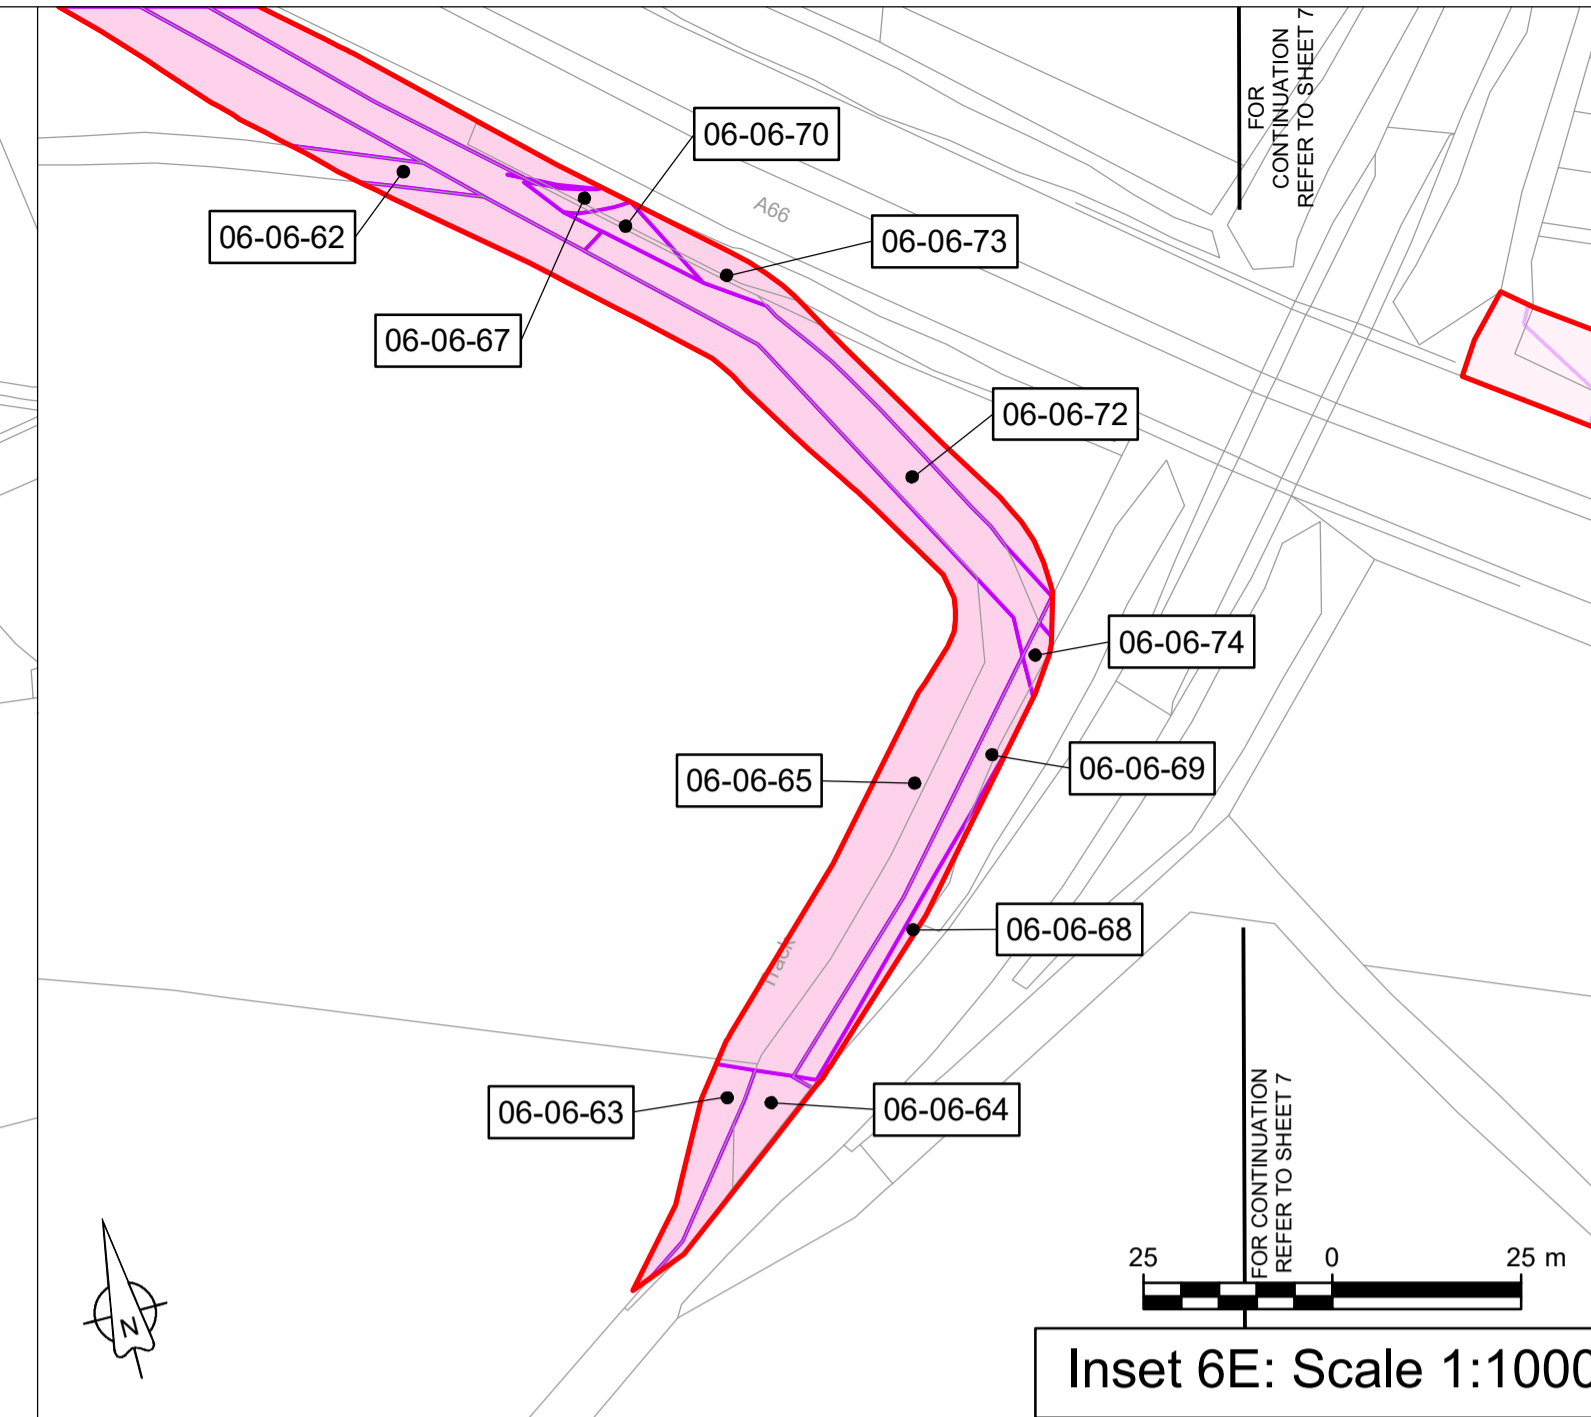 FOR
CONTINUATION
REFER TO SHEET 7
06-06-70
A66
06-06-62
06-06-73
06-06-67
06-06-72
06-06-74
06-06-65
06-06-69
06-06-68
Track
06-06-63
06-06-64
FOR CONTINUATION
REFER TO SHEET 7
25 0 25 m
N
Inset 6E: Scale 1:1000